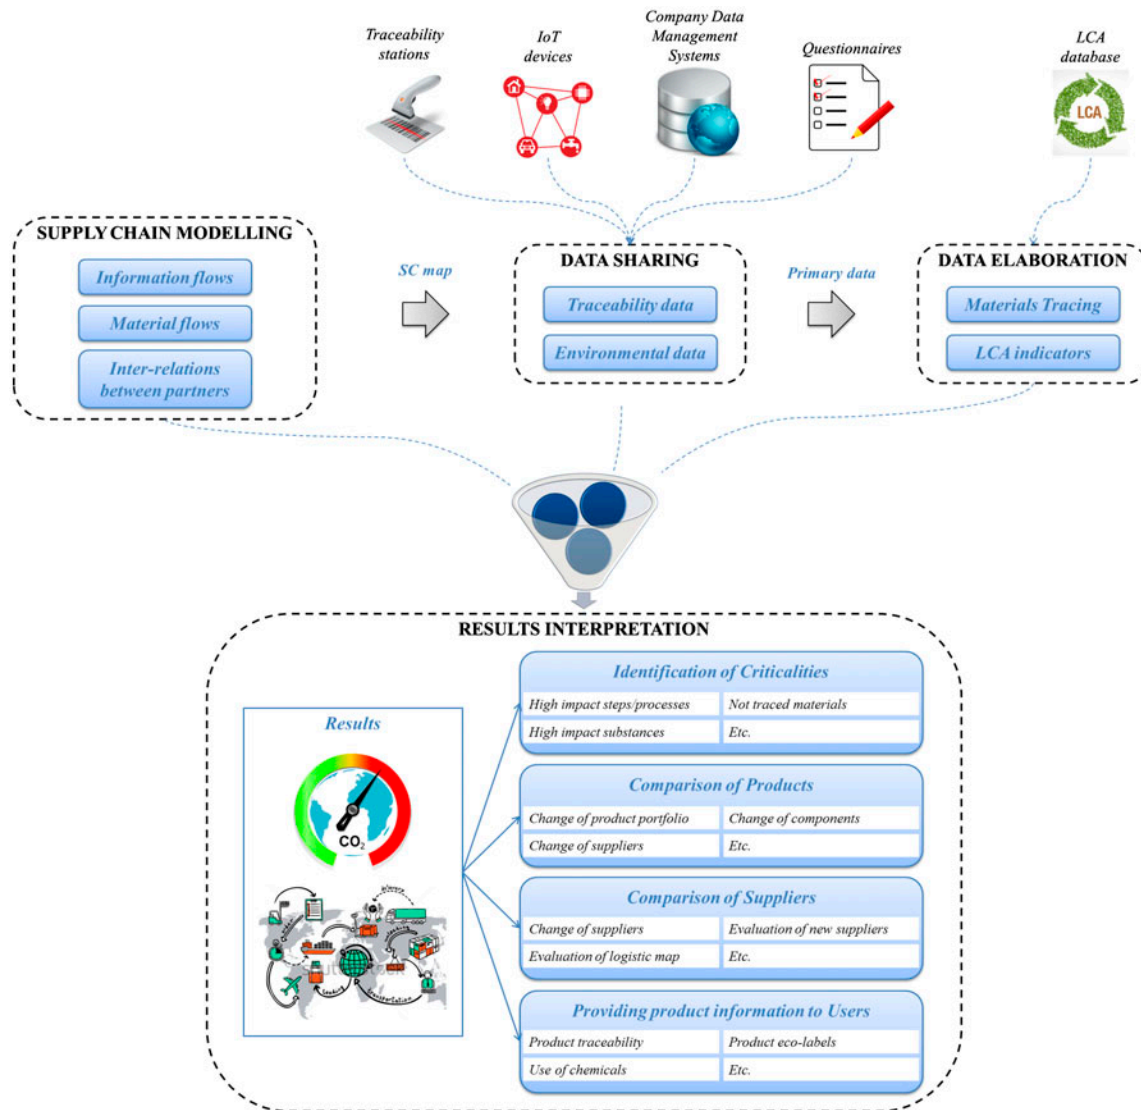 Traceability
stations
IoT
devices
Company Data
Management
Systems
Questionnaires
LCA
database
LCA
SUPPLY CHAIN MODELLING
Information flows
Material flows
Inter-relations
between partners
SC map
DATA SHARING
Traceability data
Environmental data
Primary data
DATA ELABORATION
Materials Tracing
LCA indicators
RESULTS INTERPRETATION
Results
CO2
Sending
Transportation
Identification of Criticalities
High impact steps/processes
Not traced materials
High impact substances
Etc.
Comparison of Products
Change of product portfolio
Change of components
Change of suppliers
Etc.
Comparison of Suppliers
Change of suppliers
Evaluation of new suppliers
Evaluation of logistic map
Etc.
Providing product information to Users
Product traceability
Product eco-labels
Use of chemicals
Etc.